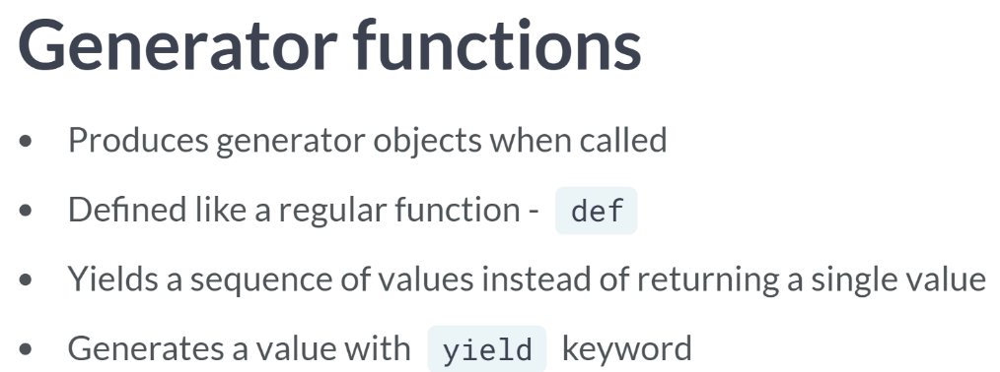 Generator functions
• Produces generator objects when called
• Defined like a regular function - def
• Yields a sequence of values instead of returning a single value
• Generates a value with yield keyword